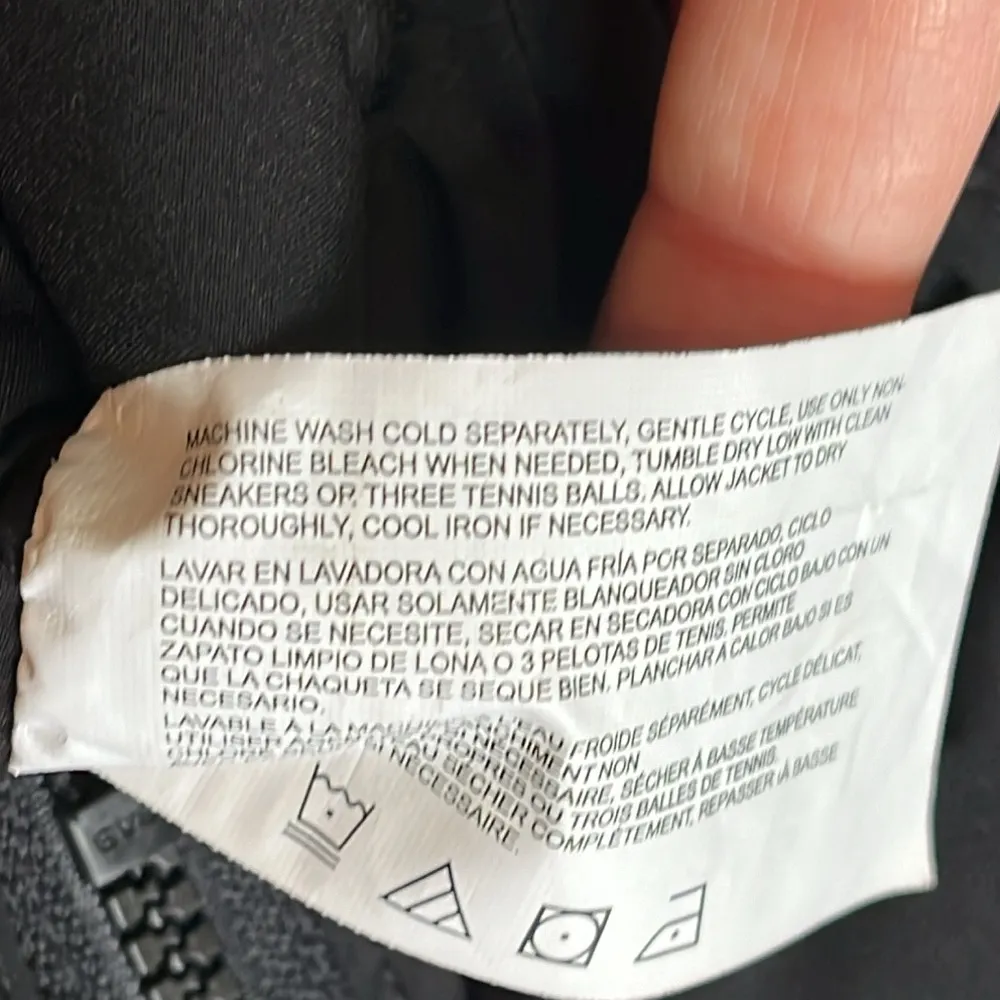 MACHINE WASH COLD SEPARATELY, GENTLE CYCLE, USE ONLY NON-
CHLORINE BLEACH WHEN NEEDED, TUMBLE DRY LOW WITH CLEAN
SNEAKERS OR THREE TENNIS BALLS. ALLOW JACKET TO DRY
THOROUGHLY, COOL IRON IF NECESSARY.
LAVAR EN LAVADORA CON AGUA FRÍA POR SEPARADO, CICLO
DELICADO, USAR SOLAMENTE BLANQUEADOR SIN CLORO
CUANDO SE NECESITE, SECAR EN SECADORA CON CICLO BAJO CON UN
ZAPATO LIMPIO DE LONA O 3 PELOTAS DE TENIS, PERMITE
QUE LA CHAQUETA SE SEQUE BIEN. PLANCHAR A CALOR BAJO SI ES
NECESARIO.
LAVABLE À LA FROIDE SÉPARÉMENT, CYCLE DÉLICAT,
UTILISER NON
SÉCHER À BASSE TEMPÉRATURE
OU TROIS BALLES DE TENNIS.
SÉCHER COMPLÈTEMENT, REPASSER À BASSE
NÉCESSAIRE.